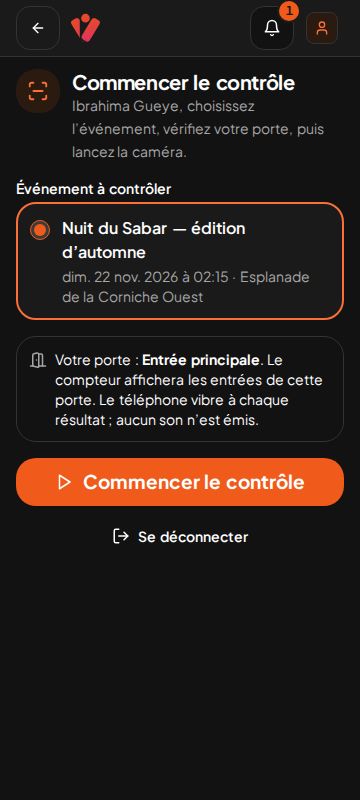 1
Commencer le contrôle
Ibrahima Gueye, choisissez
l'événement, vérifiez votre porte, puis
lancez la caméra.
Événement à contrôler
Nuit du Sabar — édition
d'automne
dim. 22 nov. 2026 à 02:15 · Esplanade
de la Corniche Ouest
Votre porte : Entrée principale. Le
compteur affichera les entrées de cette
porte. Le téléphone vibre à chaque
résultat ; aucun son n'est émis.
Commencer le contrôle
Se déconnecter